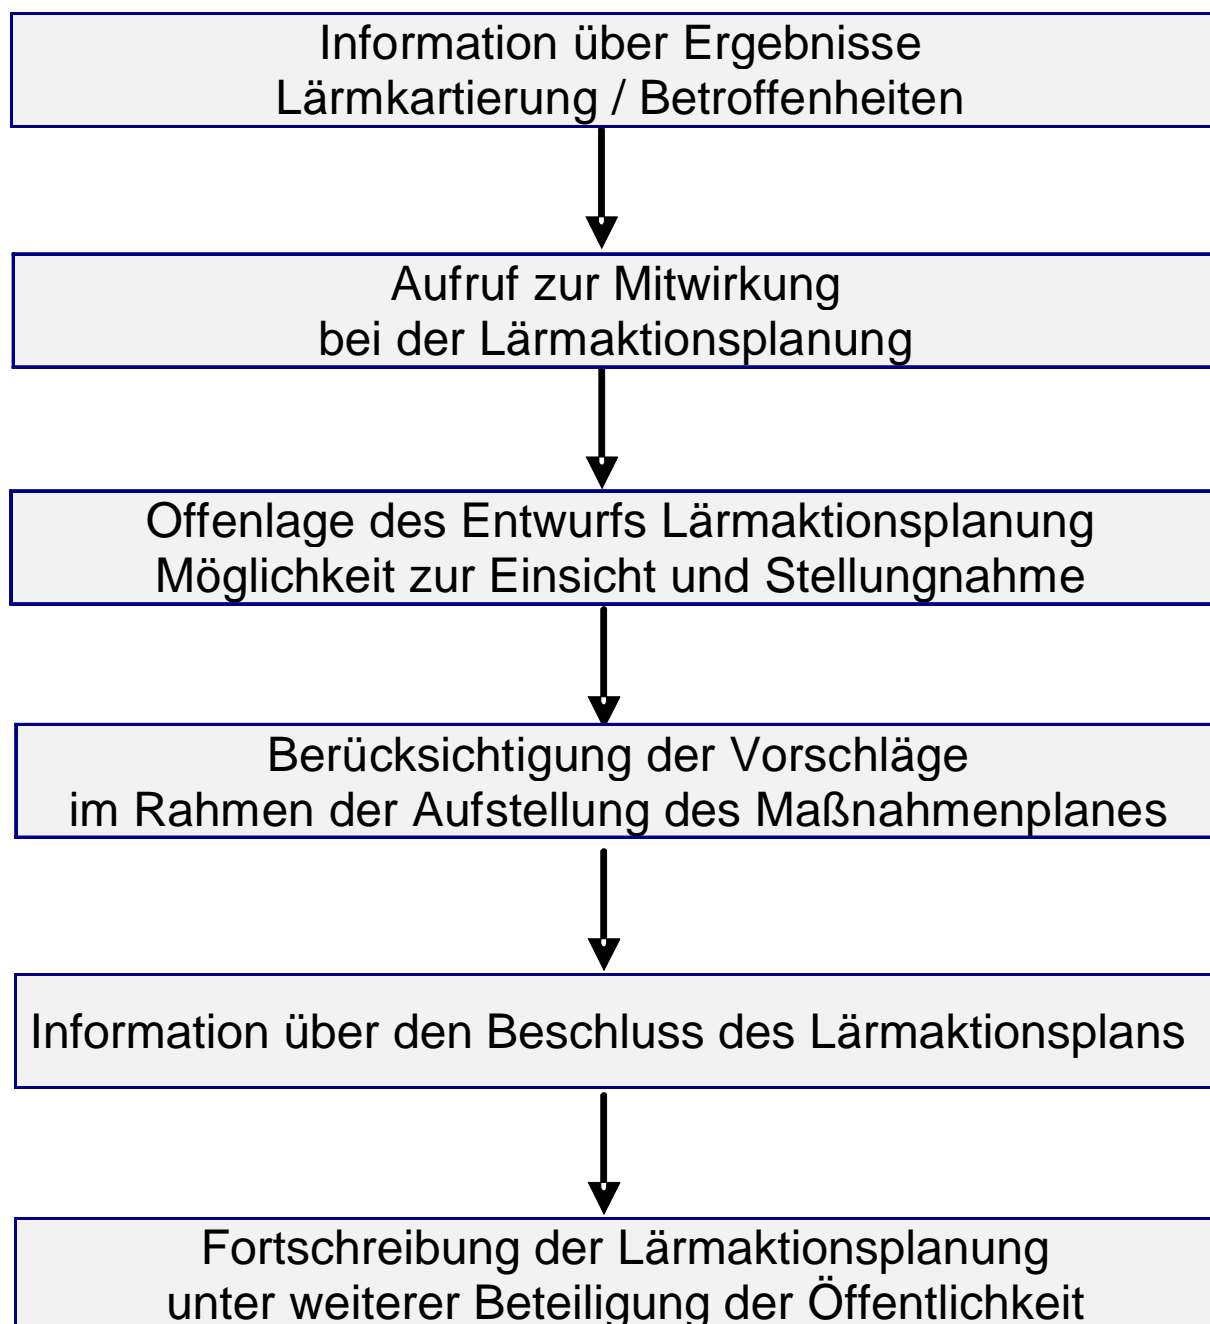 Information über Ergebnisse
Lärmkartierung / Betroffenheiten
Aufruf zur Mitwirkung
bei der Lärmaktionsplanung
Offenlage des Entwurfs Lärmaktionsplanung
Möglichkeit zur Einsicht und Stellungnahme
Berücksichtigung der Vorschläge
im Rahmen der Aufstellung des Maßnahmenplanes
Information über den Beschluss des Lärmaktionsplans
Fortschreibung der Lärmaktionsplanung
unter weiterer Beteiligung der Öffentlichkeit